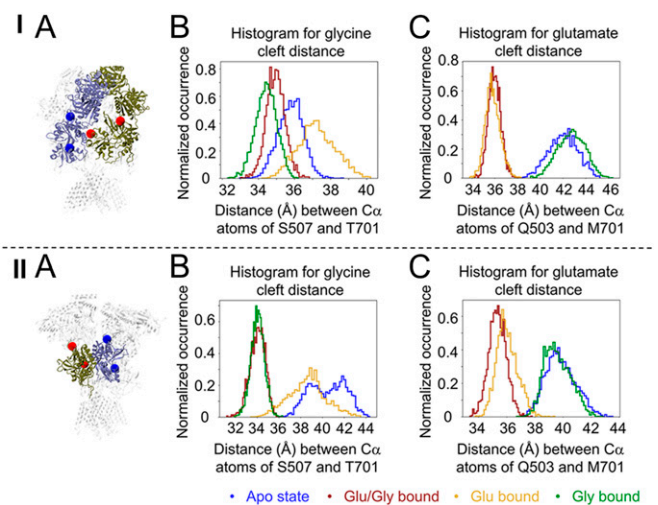 I A
B
Histogram for glycine
cleft distance
Normalized occurrence
0.8
0.6
0.4
0.2
0
32 34 36 38 40
Distance (Å) between Cα
atoms of S507 and T701
C
Histogram for glutamate
cleft distance
Normalized occurrence
0.8
0.6
0.4
0.2
0
34 36 38 40 42 44 46
Distance (Å) between Cα
atoms of Q503 and M701
II A
B
Histogram for glycine
cleft distance
Normalized occurrence
0.6
0.4
0.2
0
32 34 36 38 40 42 44
Distance (Å) between Cα
atoms of S507 and T701
C
Histogram for glutamate
cleft distance
Normalized occurrence
0.6
0.4
0.2
0
34 36 38 40 42 44
Distance (Å) between Cα
atoms of Q503 and M701
• Apo state • Glu/Gly bound • Glu bound • Gly bound